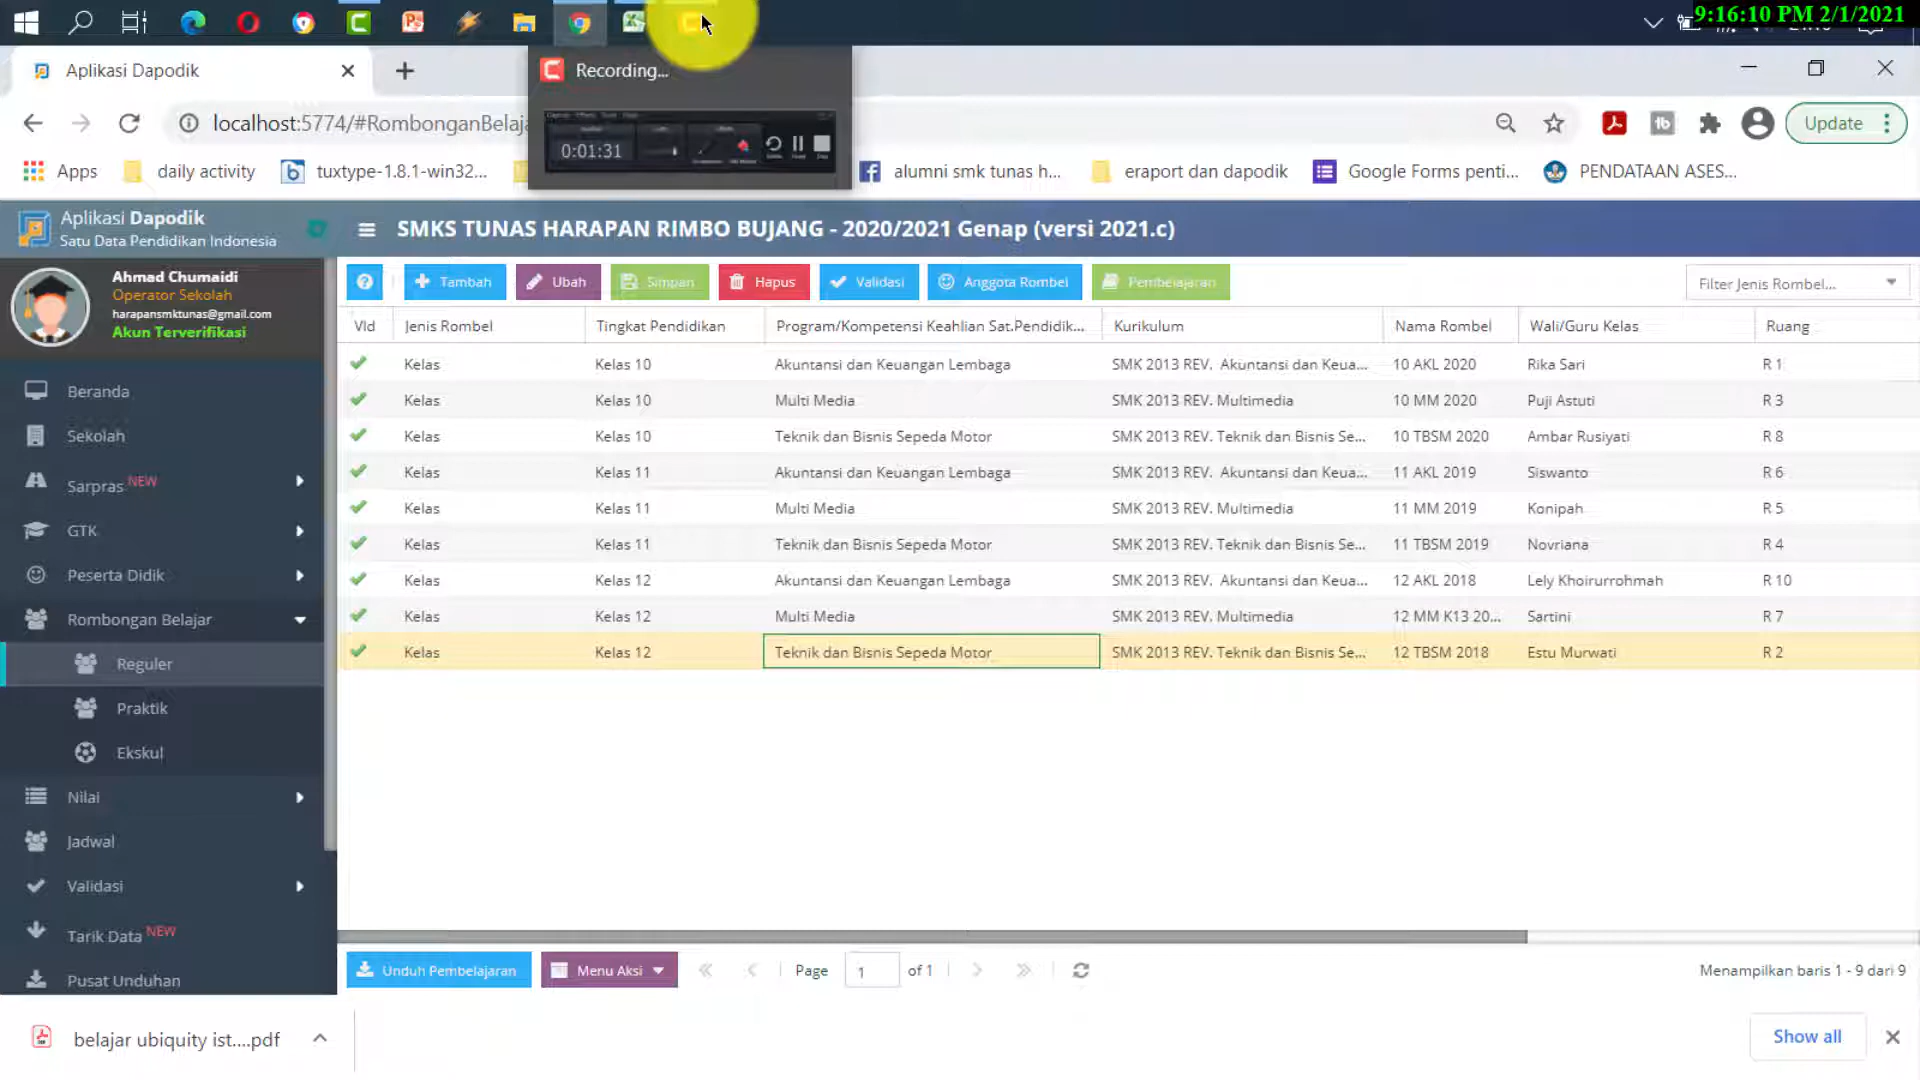 9:16:10 PM 2/1/2021
Aplikasi Dapodik
Recording...
0:01:31
localhost:5774/#RombonganBelaja
Update
Apps
daily activity
tuxtype-1.8.1-win32...
alumni smk tunas h...
eraport dan dapodik
Google Forms penti...
PENDATAAN ASES...
Aplikasi Dapodik
Satu Data Pendidikan Indonesia
SMKS TUNAS HARAPAN RIMBO BUJANG - 2020/2021 Genap (versi 2021.c)
Ahmad Chumaidi
Operator Sekolah
harapansmktunas@gmail.com
Akun Terverifikasi
Tambah Ubah Simpan Hapus Validasi Anggota Rombel Pembelajaran Filter Jenis Rombel...
Vld Jenis Rombel Tingkat Pendidikan Program/Kompetensi Keahlian Sat.Pendidik... Kurikulum Nama Rombel Wali/Guru Kelas Ruang
Kelas Kelas 10 Akuntansi dan Keuangan Lembaga SMK 2013 REV. Akuntansi dan Keua... 10 AKL 2020 Rika Sari R 1
Kelas Kelas 10 Multi Media SMK 2013 REV. Multimedia 10 MM 2020 Puji Astuti R 3
Kelas Kelas 10 Teknik dan Bisnis Sepeda Motor SMK 2013 REV. Teknik dan Bisnis Se... 10 TBSM 2020 Ambar Rusiyati R 8
Kelas Kelas 11 Akuntansi dan Keuangan Lembaga SMK 2013 REV. Akuntansi dan Keua... 11 AKL 2019 Siswanto R 6
Kelas Kelas 11 Multi Media SMK 2013 REV. Multimedia 11 MM 2019 Konipah R 5
Kelas Kelas 11 Teknik dan Bisnis Sepeda Motor SMK 2013 REV. Teknik dan Bisnis Se... 11 TBSM 2019 Novriana R 4
Kelas Kelas 12 Akuntansi dan Keuangan Lembaga SMK 2013 REV. Akuntansi dan Keua... 12 AKL 2018 Lely Khoirurrohmah R 10
Kelas Kelas 12 Multi Media SMK 2013 REV. Multimedia 12 MM K13 20... Sartini R 7
Kelas Kelas 12 Teknik dan Bisnis Sepeda Motor SMK 2013 REV. Teknik dan Bisnis Se... 12 TBSM 2018 Estu Murwati R 2
Beranda
Sekolah
Sarpras NEW
GTK
Peserta Didik
Rombongan Belajar
Reguler
Praktik
Ekskul
Nilai
Jadwal
Validasi
Tarik Data NEW
Pusat Unduhan
Unduh Pembelajaran Menu Aksi Page 1 of 1 Menampilkan baris 1 - 9 dari 9
belajar ubiquity ist....pdf
Show all